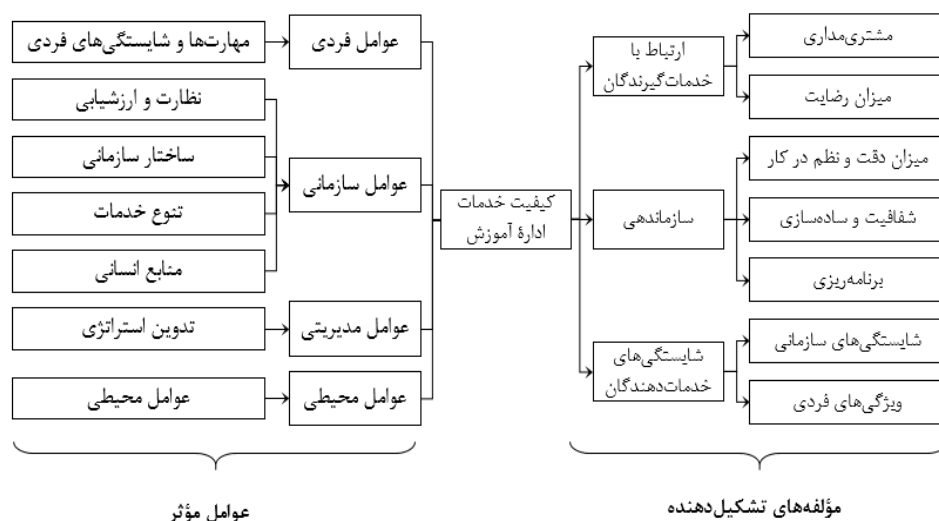 مشتری‌مداری
ارتباط با
خدمات‌گیرندگان
میزان رضایت
میزان دقت و نظم در کار
شفافیت و ساده‌سازی
سازماندهی
برنامه‌ریزی
شایستگی‌های سازمانی
شایستگی‌های
خدمات‌دهندگان
ویژگی‌های فردی
مؤلفه‌های تشکیل‌دهنده
کیفیت خدمات
ادارۀ آموزش
عوامل فردی
مهارت‌ها و شایستگی‌های فردی
عوامل سازمانی
نظارت و ارزشیابی
ساختار سازمانی
تنوع خدمات
منابع انسانی
عوامل مدیریتی
تدوین استراتژی
عوامل محیطی
عوامل محیطی
عوامل مؤثر